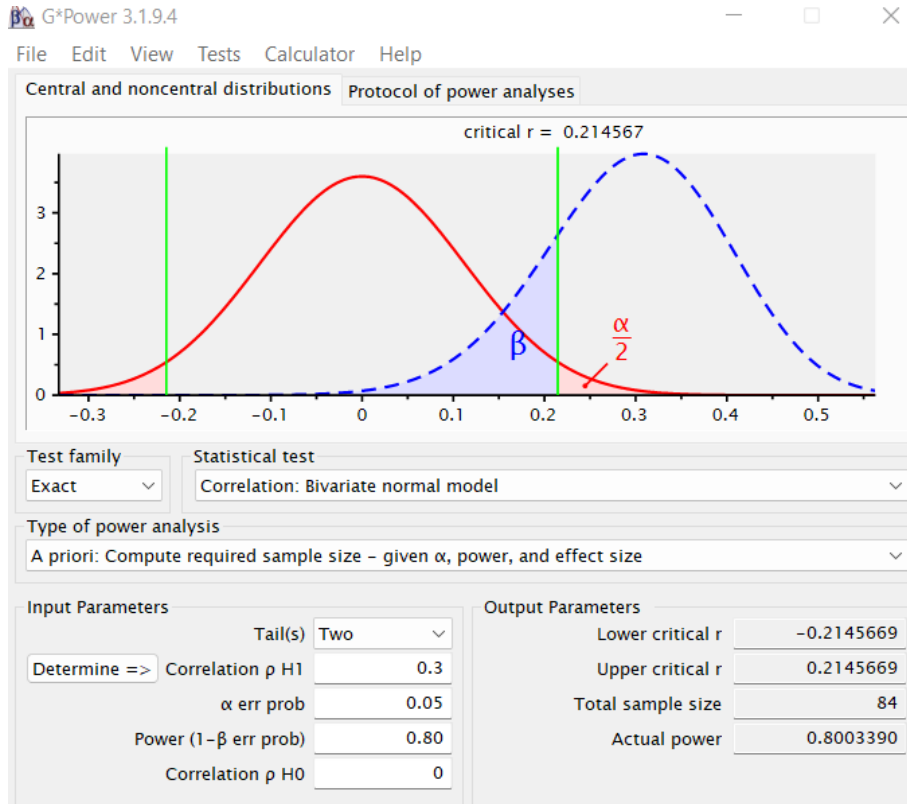 βα G*Power 3.1.9.4
File Edit View Tests Calculator Help
Central and noncentral distributions Protocol of power analyses
critical r = 0.214567
3
2
1
0
β
α
2
-0.3 -0.2 -0.1 0 0.1 0.2 0.3 0.4 0.5
Test family Statistical test
Exact Correlation: Bivariate normal model
Type of power analysis
A priori: Compute required sample size – given α, power, and effect size
Input Parameters Output Parameters
Tail(s) Two Lower critical r -0.2145669
Determine => Correlation ρ H1 0.3 Upper critical r 0.2145669
α err prob 0.05 Total sample size 84
Power (1-β err prob) 0.80 Actual power 0.8003390
Correlation ρ H0 0